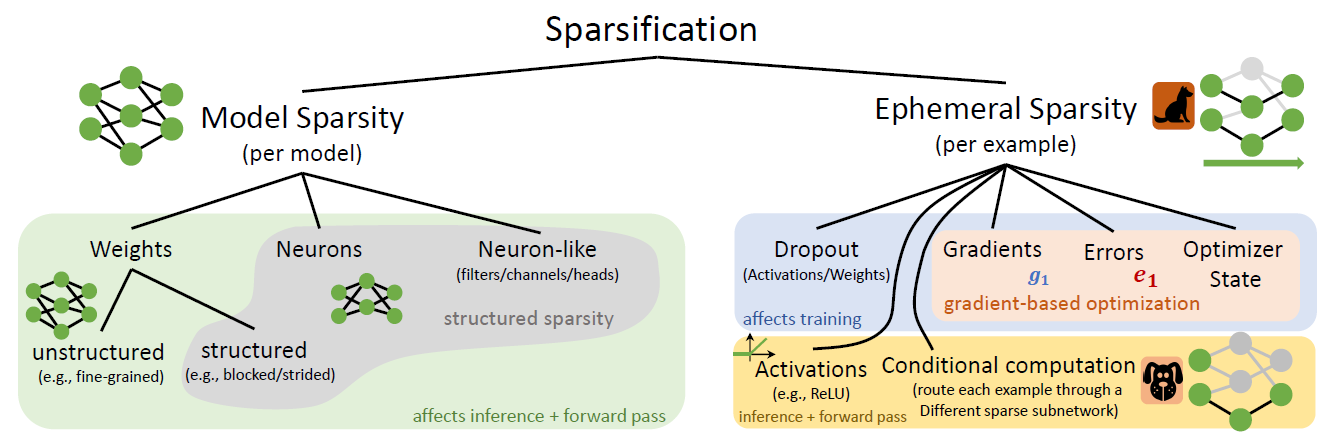 Sparsification
Model Sparsity
(per model)
Ephemeral Sparsity
(per example)
Weights
Neurons
Neuron-like
(filters/channels/heads)
structured sparsity
unstructured
(e.g., fine-grained)
structured
(e.g., blocked/strided)
affects inference + forward pass
Dropout
(Activations/Weights)
affects training
Gradients
g₁
Errors
e₁
Optimizer
State
gradient-based optimization
Activations
(e.g., ReLU)
inference + forward pass
Conditional computation
(route each example through a
Different sparse subnetwork)